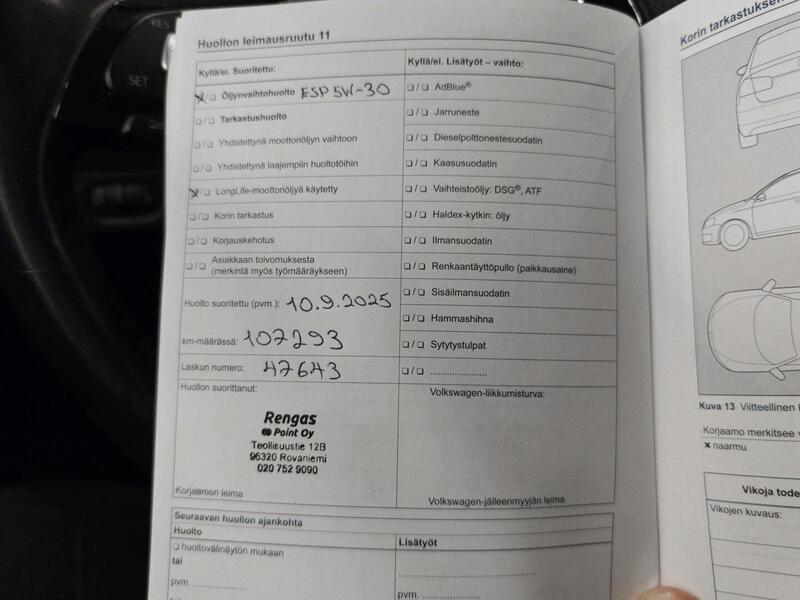 RES
SET
Huollon leimausruutu 11
Kyllä/ei. Suoritettu:
❏/❏ Öljynvaihtohuolto ESP 5W-30
❏/❏ Tarkastushuolto
❏/❏ Yhdistettynä moottoriöljyn vaihtoon
❏/❏ Yhdistettynä laajempiin huoltotöihin
❏/❏ LongLife-moottoriöljyä käytetty
❏/❏ Korin tarkastus
❏/❏ Korjauskehotus
❏/❏ Asiakkaan toivomuksesta
(merkintä myös työmääräykseen)
Huolto suoritettu (pvm.): 10.9.2025
km-määrässä: 107293
Laskun numero: 47643
Huollon suorittanut:
Rengas
Point Oy
Teollisuustie 12B
96320 Rovaniemi
020 752 9090
Korjaamon leima
Kyllä/ei. Lisätyöt – vaihto:
❏/❏ AdBlue®
❏/❏ Jarruneste
❏/❏ Dieselpolttonestesuodatin
❏/❏ Kaasusuodatin
❏/❏ Vaihteistoöljy: DSG®, ATF
❏/❏ Haldex-kytkin: öljy
❏/❏ Ilmansuodatin
❏/❏ Renkaantäyttöpullo (paikkausaine)
❏/❏ Sisäilmansuodatin
❏/❏ Hammashihna
❏/❏ Sytytystulpat
❏/❏ ......................
Volkswagen-liikkumisturva:
Volkswagen-jälleenmyyjän leima
Seuraavan huollon ajankohta
Huolto
❏ huoltovälinäytön mukaan
tai
pvm. ....................
Lisätyöt
pvm. ....................
Korin tarkastuksen
Kuva 13 Viitteellinen
Korjaamo merkitsee
× naarmu
Vikoja tode
Vikojen kuvaus: